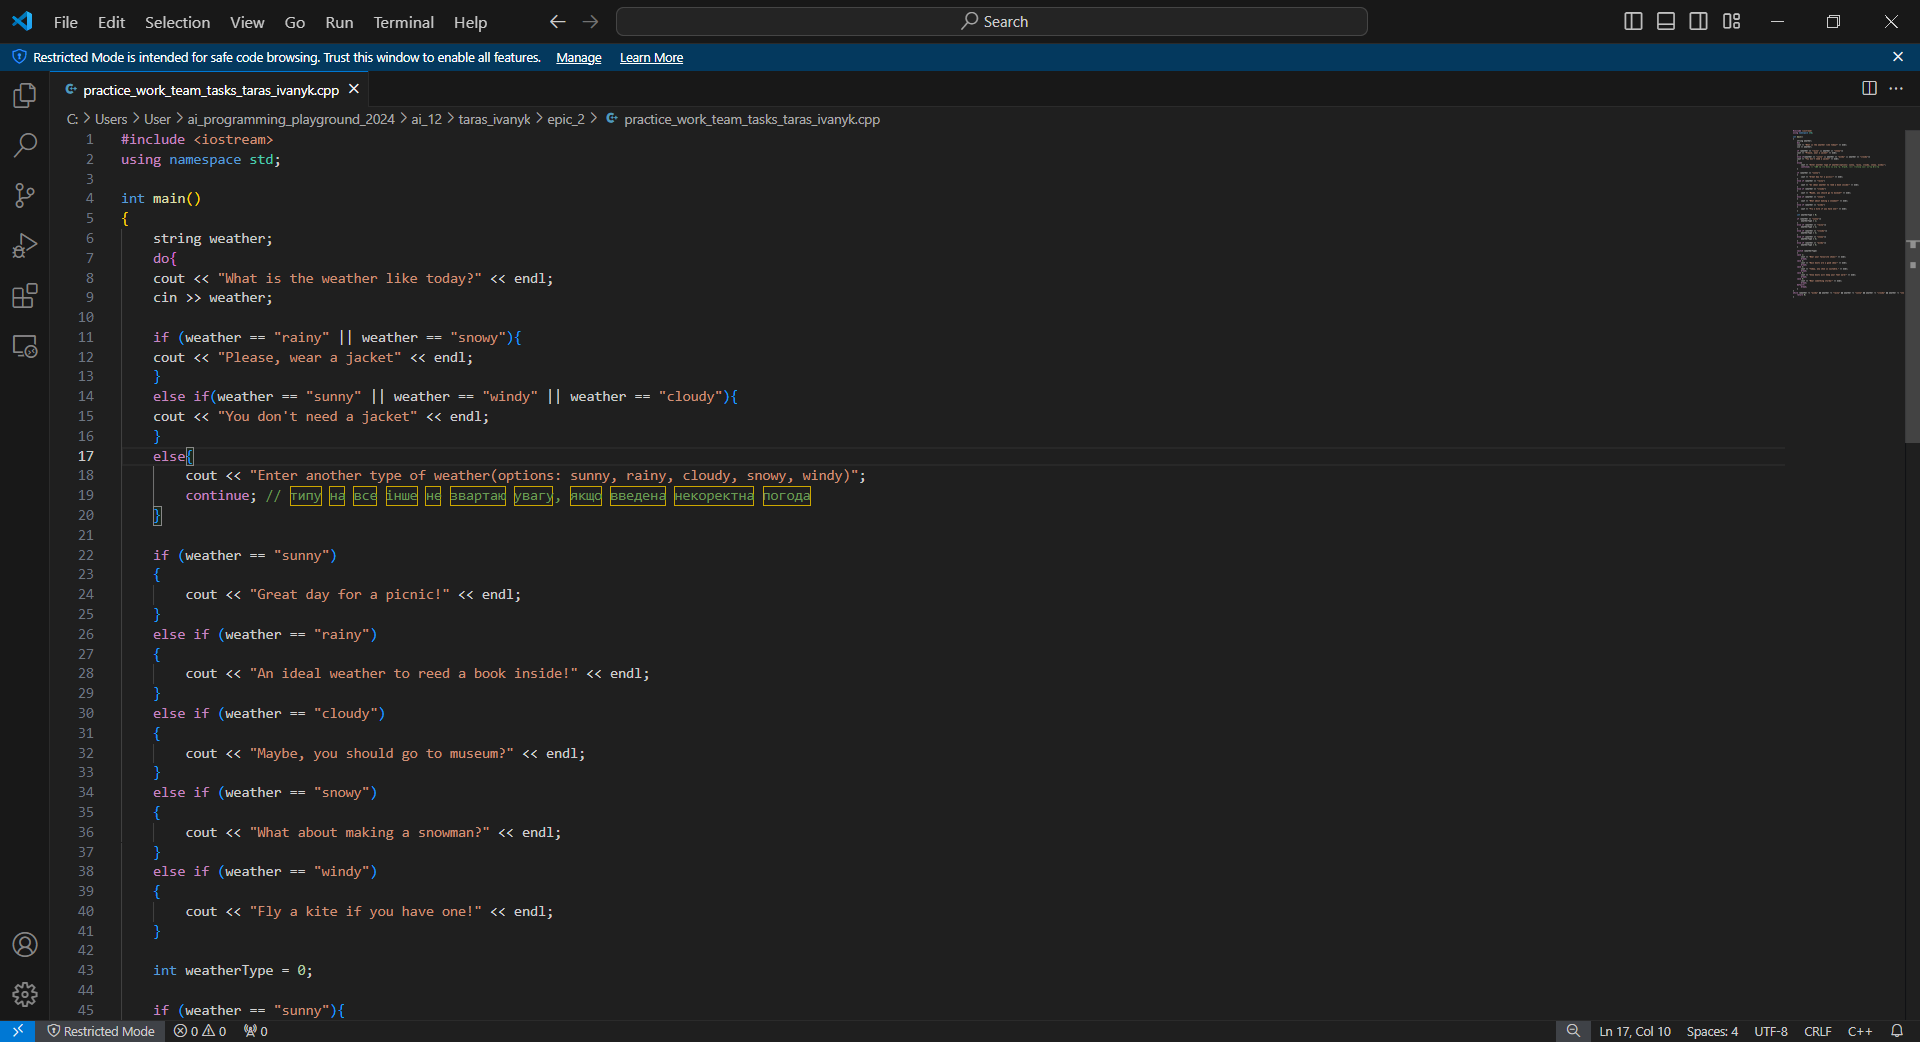 File Edit Selection View Go Run Terminal Help Search
Restricted Mode is intended for safe code browsing. Trust this window to enable all features. Manage Learn More
practice_work_team_tasks_taras_ivanyk.cpp
C: > Users > User > ai_programming_playground_2024 > ai_12 > taras_ivanyk > epic_2 > practice_work_team_tasks_taras_ivanyk.cpp
1 #include <iostream>
2 using namespace std;
3
4 int main()
5 {
6 string weather;
7 do{
8 cout << "What is the weather like today?" << endl;
9 cin >> weather;
10
11 if (weather == "rainy" || weather == "snowy"){
12 cout << "Please, wear a jacket" << endl;
13 }
14 else if(weather == "sunny" || weather == "windy" || weather == "cloudy"){
15 cout << "You don't need a jacket" << endl;
16 }
17 else{
18 cout << "Enter another type of weather(options: sunny, rainy, cloudy, snowy, windy)";
19 continue; // типу на все інше не звартаю увагу, якщо введена некоректна погода
20 }
21
22 if (weather == "sunny")
23 {
24 cout << "Great day for a picnic!" << endl;
25 }
26 else if (weather == "rainy")
27 {
28 cout << "An ideal weather to reed a book inside!" << endl;
29 }
30 else if (weather == "cloudy")
31 {
32 cout << "Maybe, you should go to museum?" << endl;
33 }
34 else if (weather == "snowy")
35 {
36 cout << "What about making a snowman?" << endl;
37 }
38 else if (weather == "windy")
39 {
40 cout << "Fly a kite if you have one!" << endl;
41 }
42
43 int weatherType = 0;
44
45 if (weather == "sunny"){
Restricted Mode 0 0 0 Ln 17, Col 10 Spaces: 4 UTF-8 CRLF C++